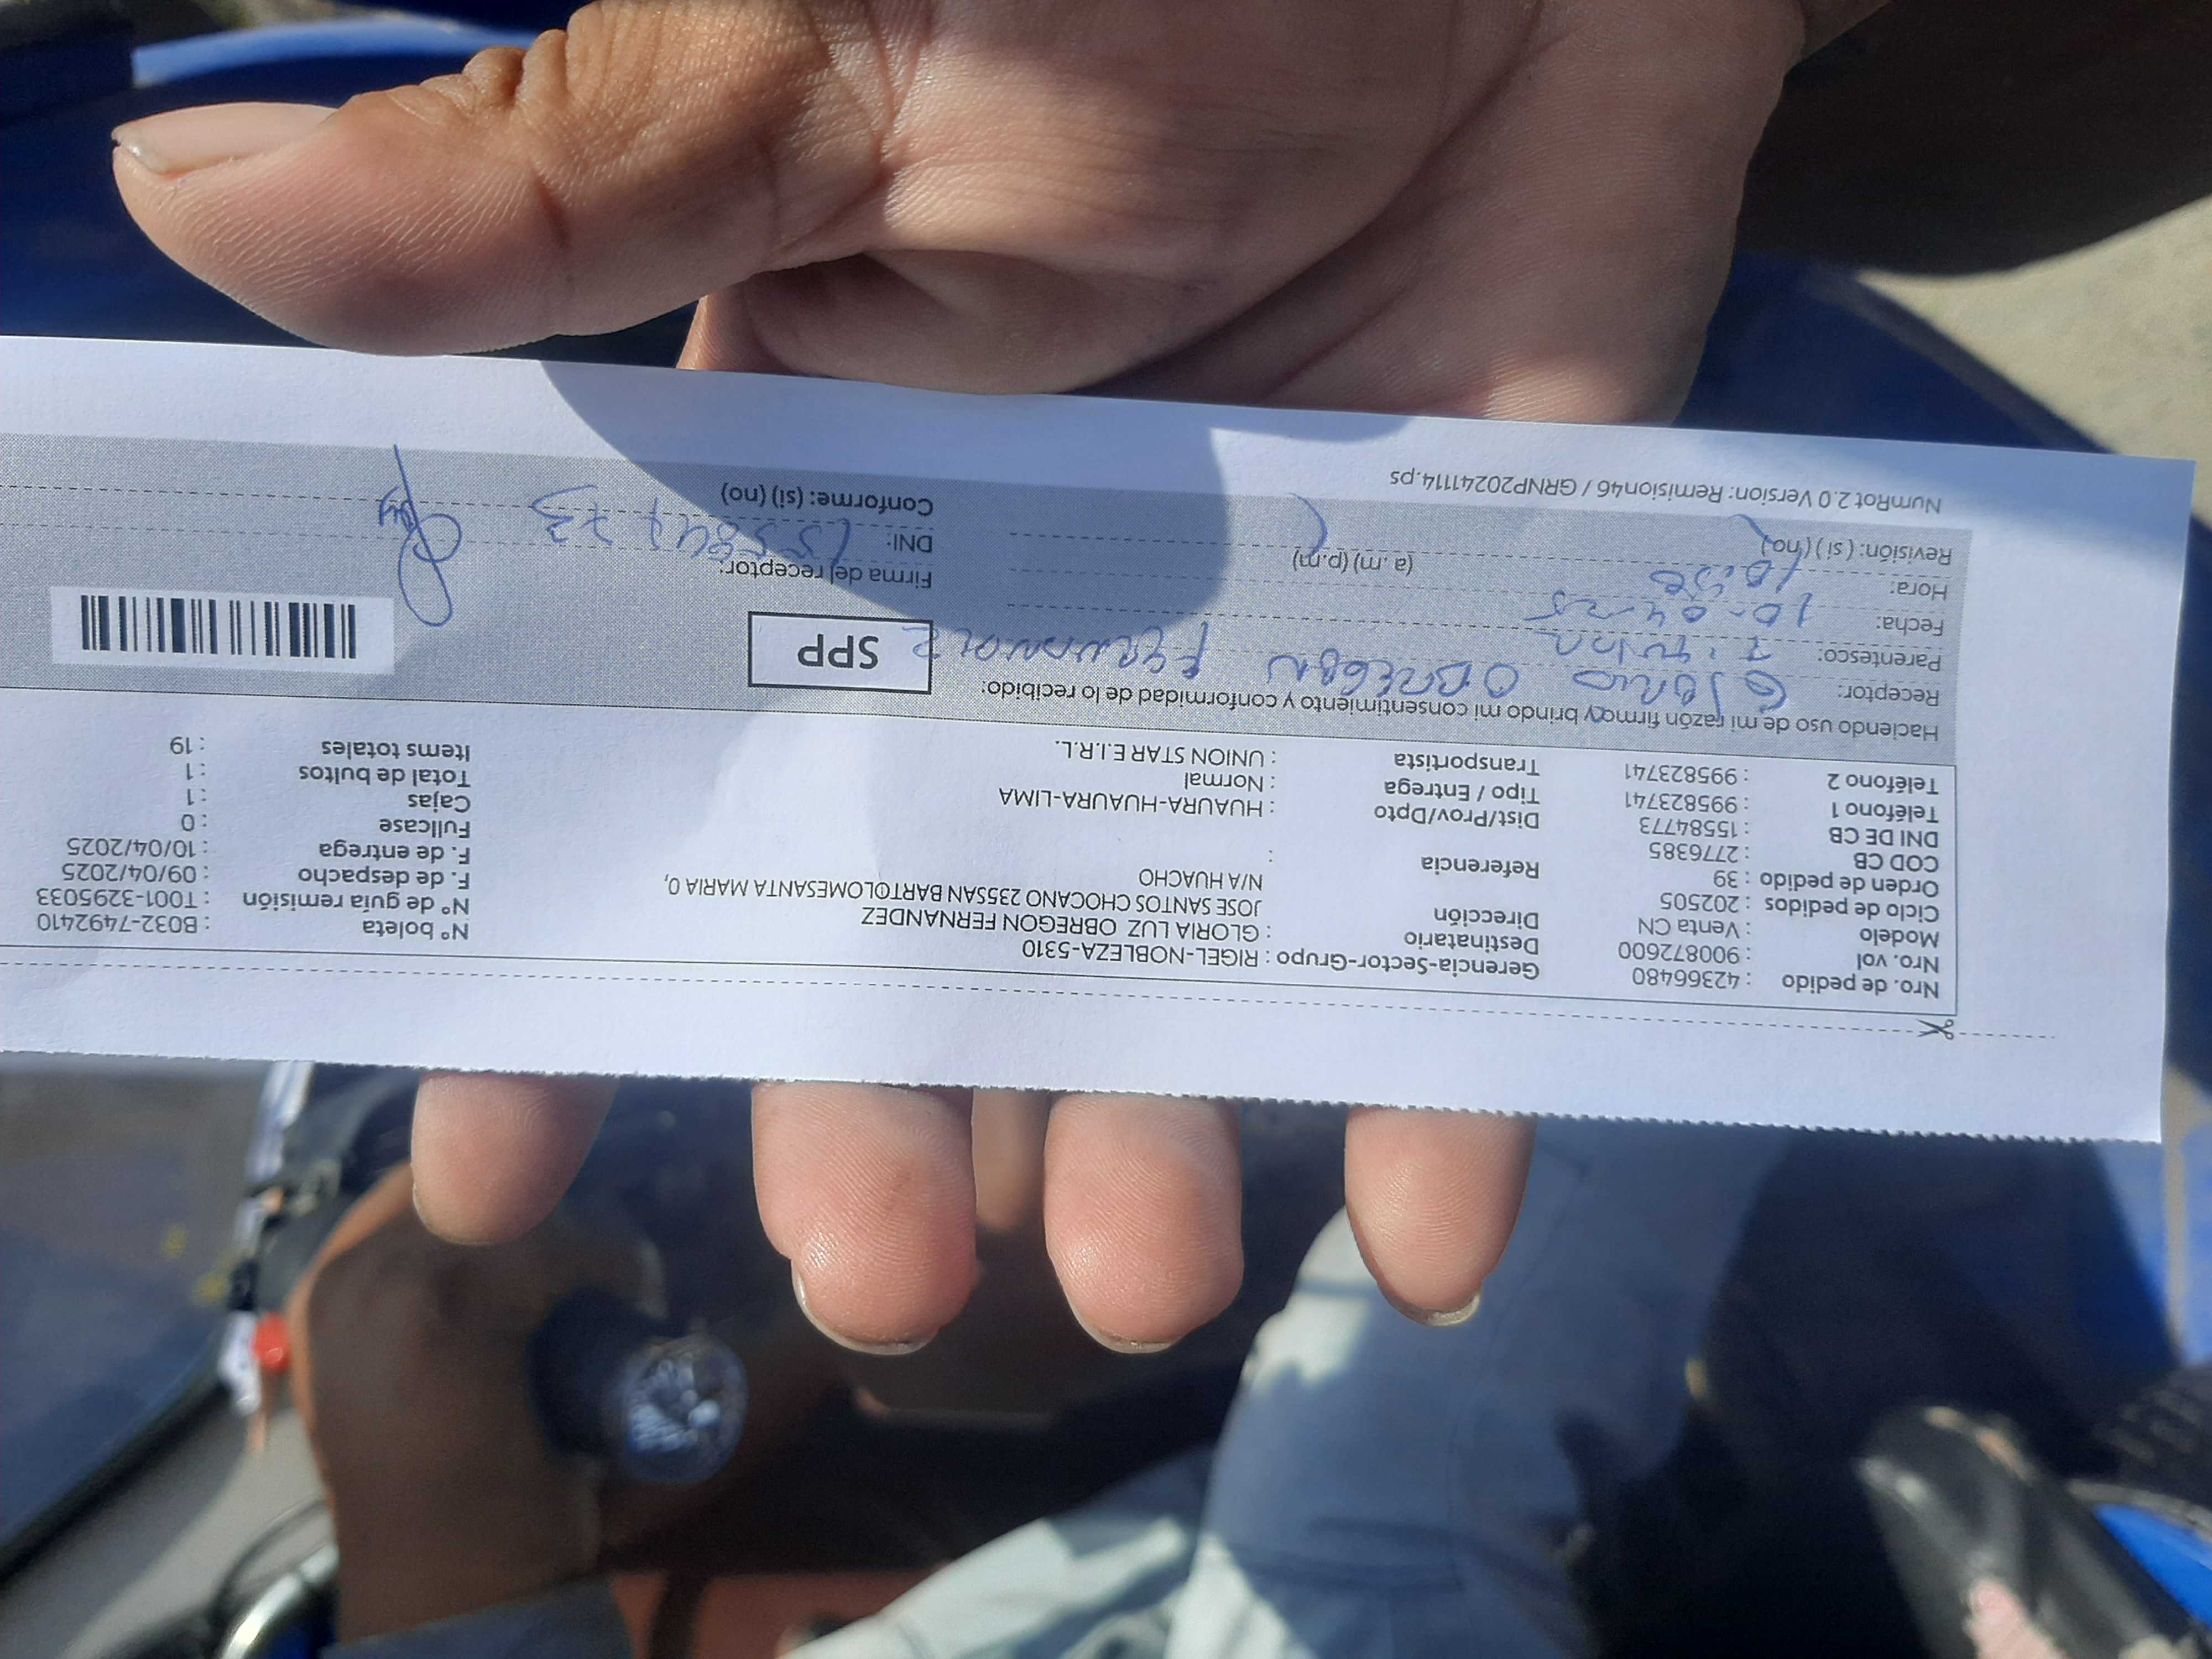 Nro. de pedido : 42366480 Gerencia-Sector-Grupo : RIGEL-NOBLEZA-5310 N° boleta : B032-7492410
Nro. vol : 900872600 Destinatario : GLORIA LUZ OBREGON FERNANDEZ N° de guía remisión : T001-3295033
Modelo : Venta CN Dirección JOSE SANTOS CHOCANO 235SAN BARTOLOMESANTA MARIA 0, F. de despacho : 09/04/2025
Ciclo de pedidos : 202505 N/A HUACHO F. de entrega : 10/04/2025
Orden de pedido : 39 Referencia : Fullcase : 0
COD CB : 2776385 Dist/Prov/Dpto : HUAURA-HUAURA-LIMA Cajas : 1
DNI DE CB : 15584773 Tipo / Entrega : Normal Total de bultos : 1
Teléfono 1 : 995823741 Transportista : UNION STAR E.I.R.L. Items totales : 19
Teléfono 2 : 995823741
Haciendo uso de mi razón firmo y brindo mi consentimiento y conformidad de lo recibido:
Receptor: OBREGON FERNANDEZ SPP
Parentesco:
Fecha: 10-04-25 Firma del receptor:
Hora: (a.m) (p.m) DNI: 15584773
Revisión: (si) (no) Conforme: (si) (no)
NumRot 2.0 Version: Remision46 / GRNP20241114.ps